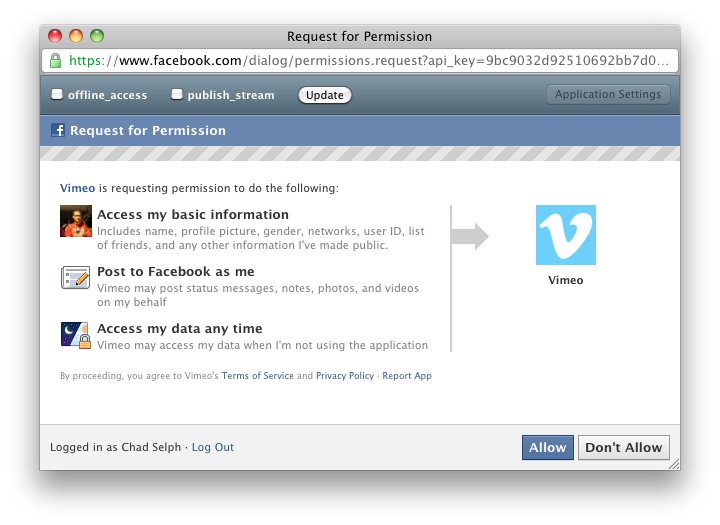 Request for Permission
https://www.facebook.com/dialog/permissions.request?api_key=9bc9032d92510692bb7d0...
offline_access publish_stream Update Application Settings
Request for Permission
Vimeo is requesting permission to do the following:
Access my basic information
Includes name, profile picture, gender, networks, user ID, list
of friends, and any other information I've made public.
Post to Facebook as me
Vimeo may post status messages, notes, photos, and videos
on my behalf
Access my data any time
Vimeo may access my data when I'm not using the application
Vimeo
By proceeding, you agree to Vimeo's Terms of Service and Privacy Policy · Report App
Logged in as Chad Selph · Log Out Allow Don't Allow